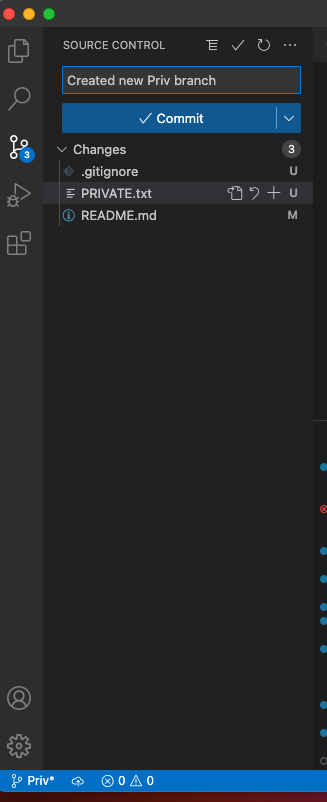 SOURCE CONTROL
Created new Priv branch
Commit
Changes 3
.gitignore U
3
PRIVATE.txt U
README.md M
Priv* 0 0